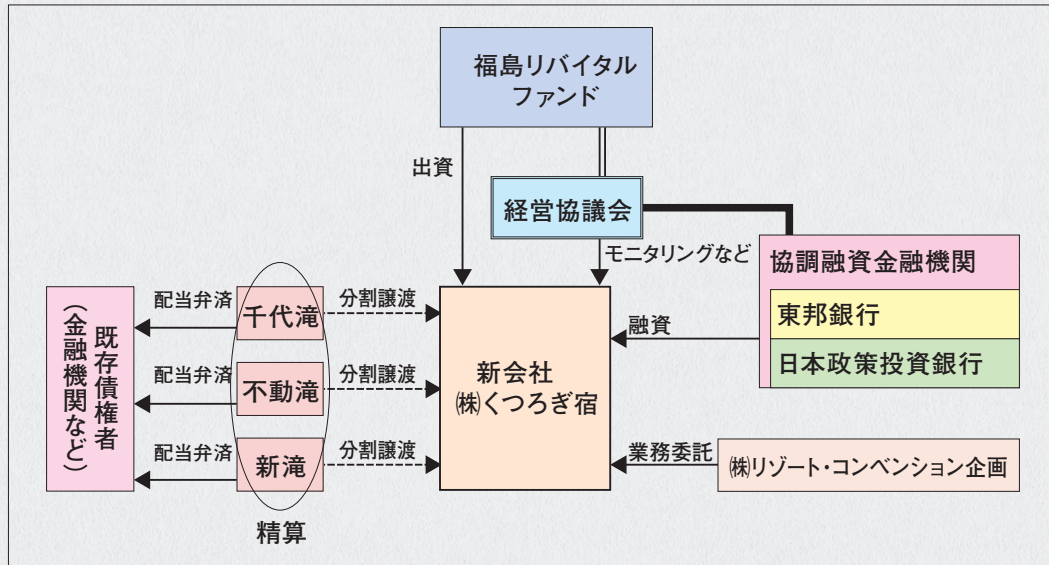 福島リバイタル
ファンド
出資
経営協議会
モニタリングなど
協調融資金融機関
東邦銀行
日本政策投資銀行
融資
既存債権者
（金融機関など）
配当弁済
千代滝
分割譲渡
配当弁済
不動滝
分割譲渡
配当弁済
新滝
分割譲渡
精算
新会社
㈱くつろぎ宿
業務委託
㈱リゾート・コンベンション企画